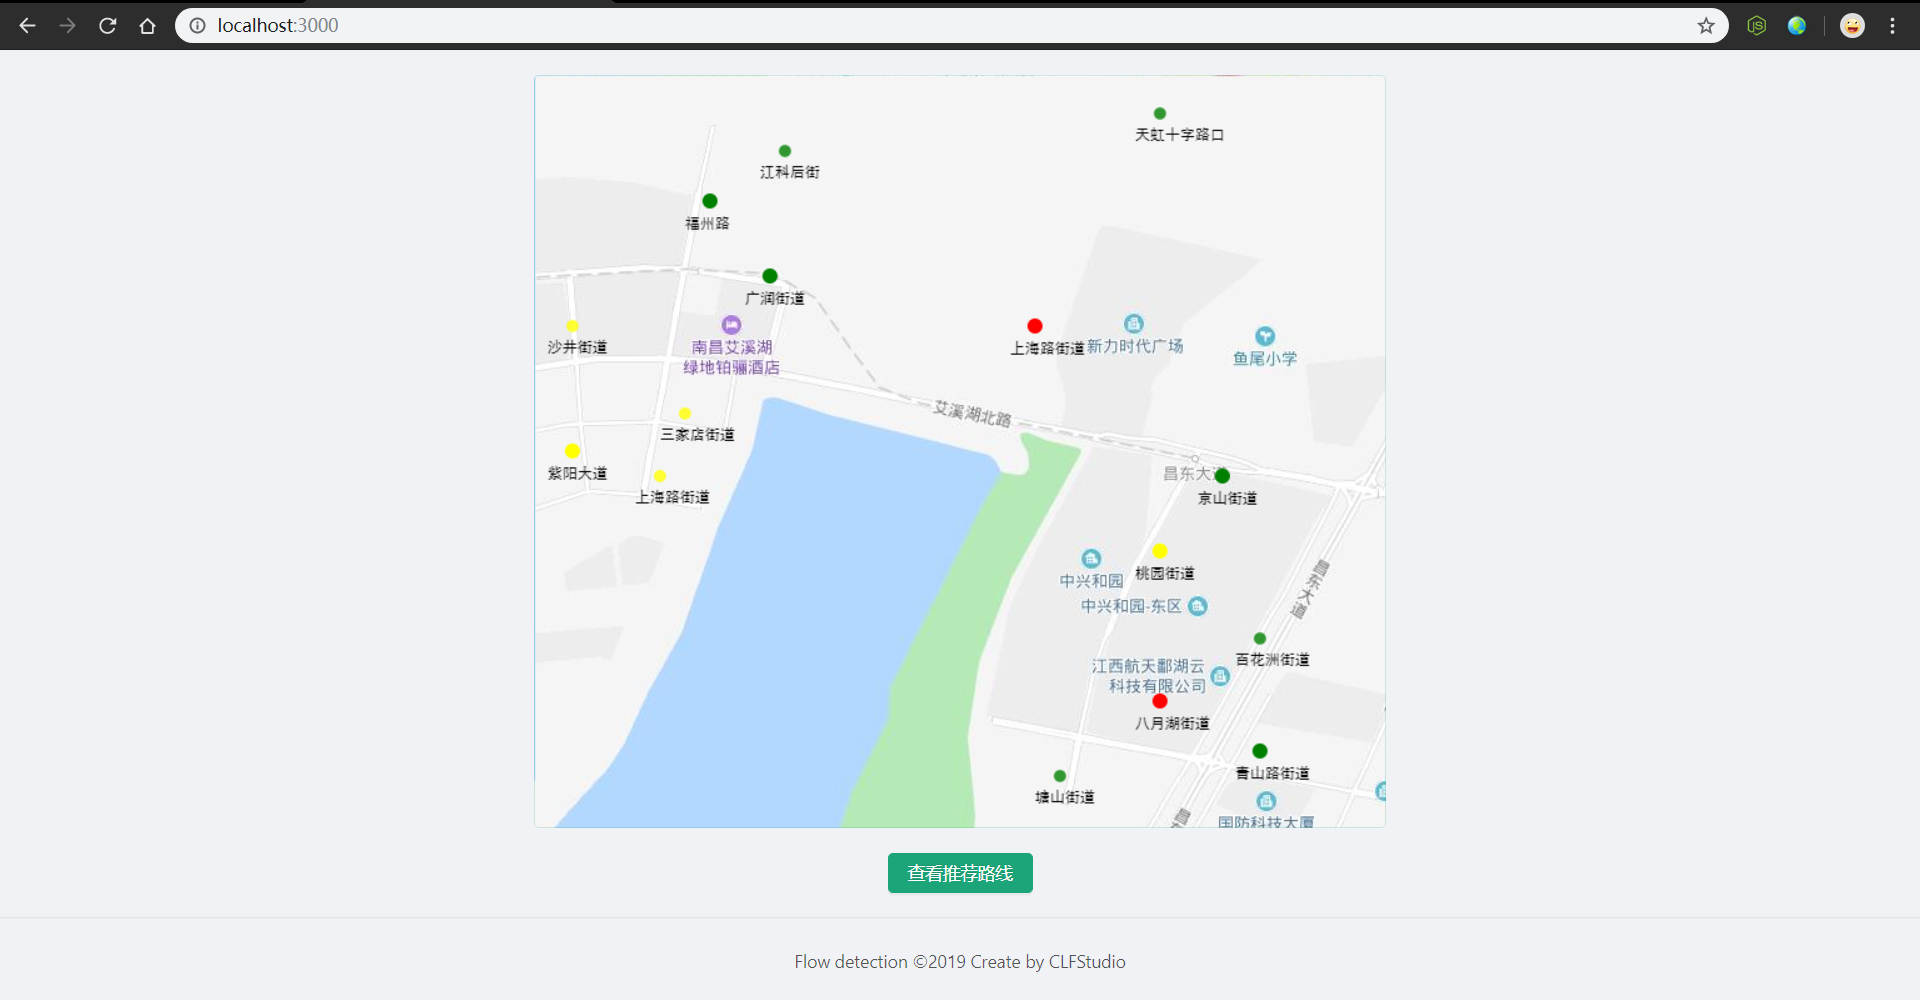 localhost:3000
天虹十字路口
江科后街
福州路
广润街道
沙井街道
南昌艾溪湖
绿地铂骊酒店
上海路街道
新力时代广场
鱼尾小学
艾溪湖北路
三家店街道
紫阳大道
上海路街道
昌东大道
京山街道
中兴和园
桃园街道
中兴和园-东区
昌东大道
百花洲街道
江西航天鄱湖云
科技有限公司
八月湖街道
青山路街道
塘山街道
昌
国防科技大厦
查看推荐路线
Flow detection ©2019 Create by CLFStudio